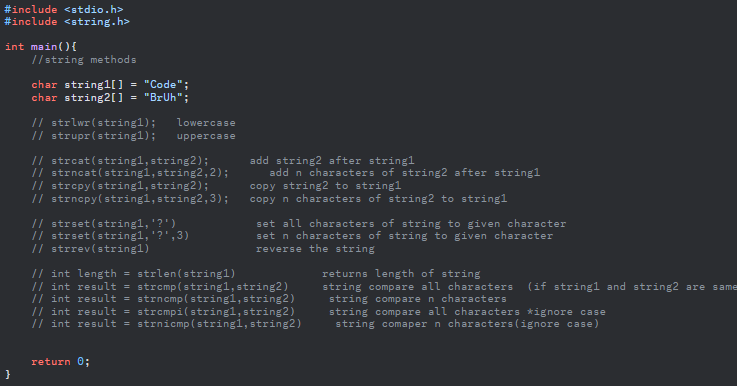 #include <stdio.h>
#include <string.h>
int main(){
//string methods
char string1[] = "Code";
char string2[] = "BrUh";
// strlwr(string1); lowercase
// strupr(string1); uppercase
// strcat(string1,string2); add string2 after string1
// strncat(string1,string2,2); add n characters of string2 after string1
// strcpy(string1,string2); copy string2 to string1
// strncpy(string1,string2,3); copy n characters of string2 to string1
// strset(string1,'?') set all characters of string to given character
// strset(string1,'?',3) set n characters of string to given character
// strrev(string1) reverse the string
// int length = strlen(string1) returns length of string
// int result = strcmp(string1,string2) string compare all characters (if string1 and string2 are same
// int result = strncmp(string1,string2) string compare n characters
// int result = strcmpi(string1,string2) string compare all characters *ignore case
// int result = strnicmp(string1,string2) string comaper n characters(ignore case)
return 0;
}